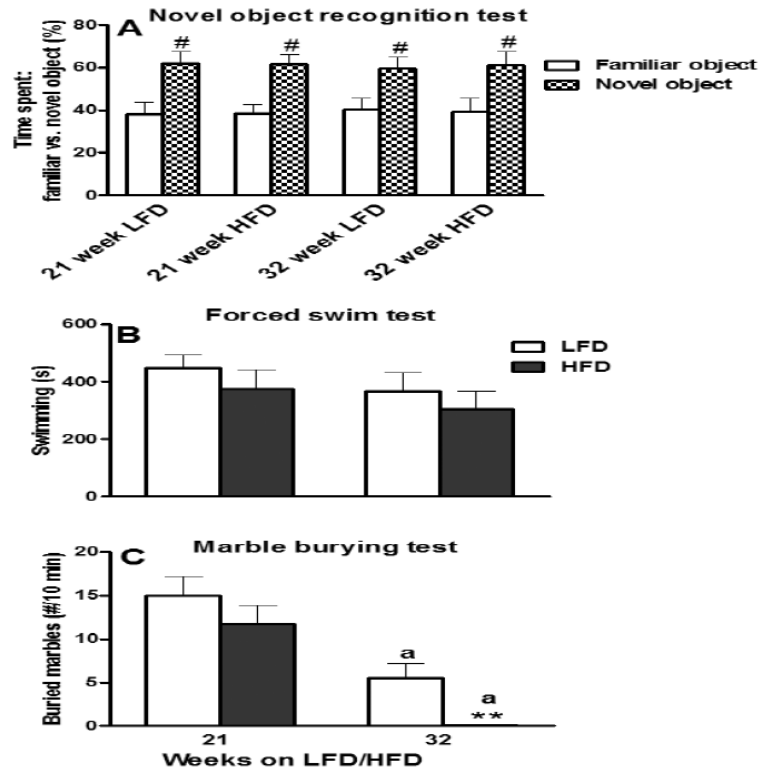 A
Novel object recognition test
Time spent:
familiar vs. novel object (%)
80
60
40
20
0
#
#
#
#
Familiar object
Novel object
21 week LFD
21 week HFD
32 week LFD
32 week HFD
B
Forced swim test
Swimming (s)
600
400
200
0
LFD
HFD
C
Marble burying test
Buried marbles (#/10 min)
20
15
10
5
0
a
a
**
21
32
Weeks on LFD/HFD